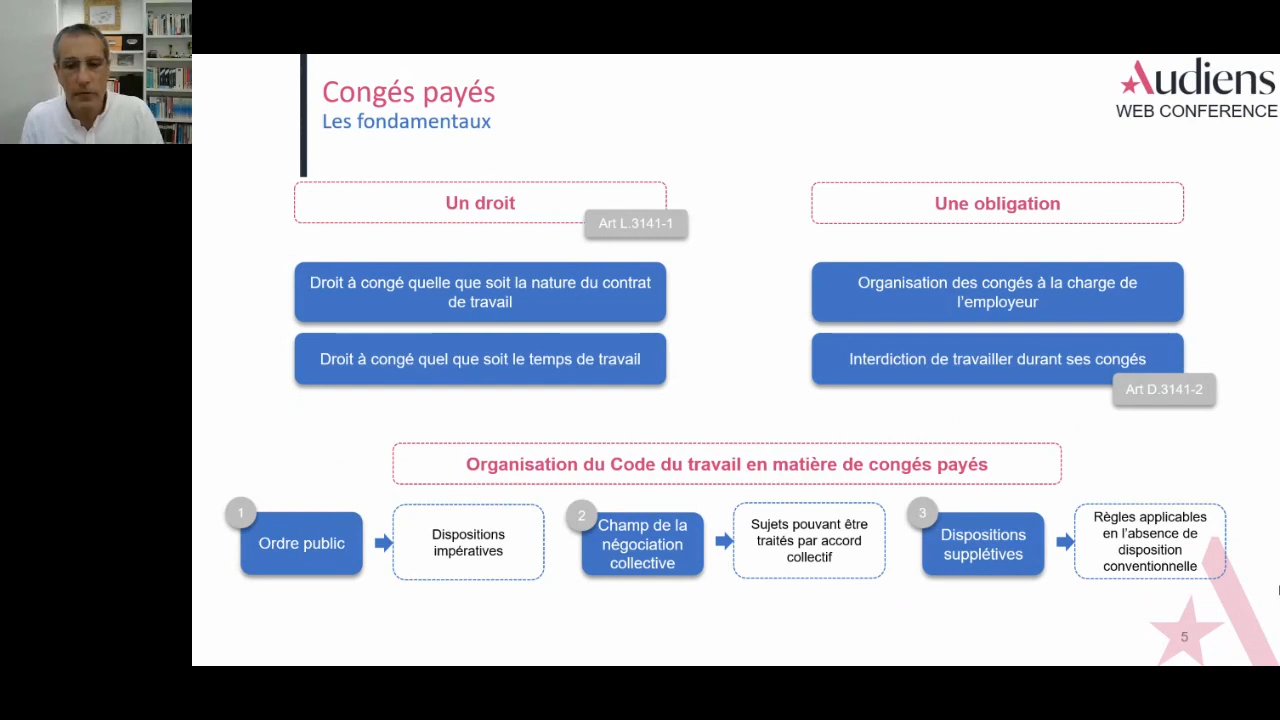 Congés payés
Les fondamentaux
Audiens
WEB CONFERENCE
Un droit
Art L.3141-1
Droit à congé quelle que soit la nature du contrat
de travail
Droit à congé quel que soit le temps de travail
Une obligation
Organisation des congés à la charge de
l'employeur
Interdiction de travailler durant ses congés
Art D.3141-2
Organisation du Code du travail en matière de congés payés
1
Ordre public
Dispositions
impératives
2
Champ de la
négociation
collective
Sujets pouvant être
traités par accord
collectif
3
Dispositions
supplétives
Règles applicables
en l'absence de
disposition
conventionnelle
5